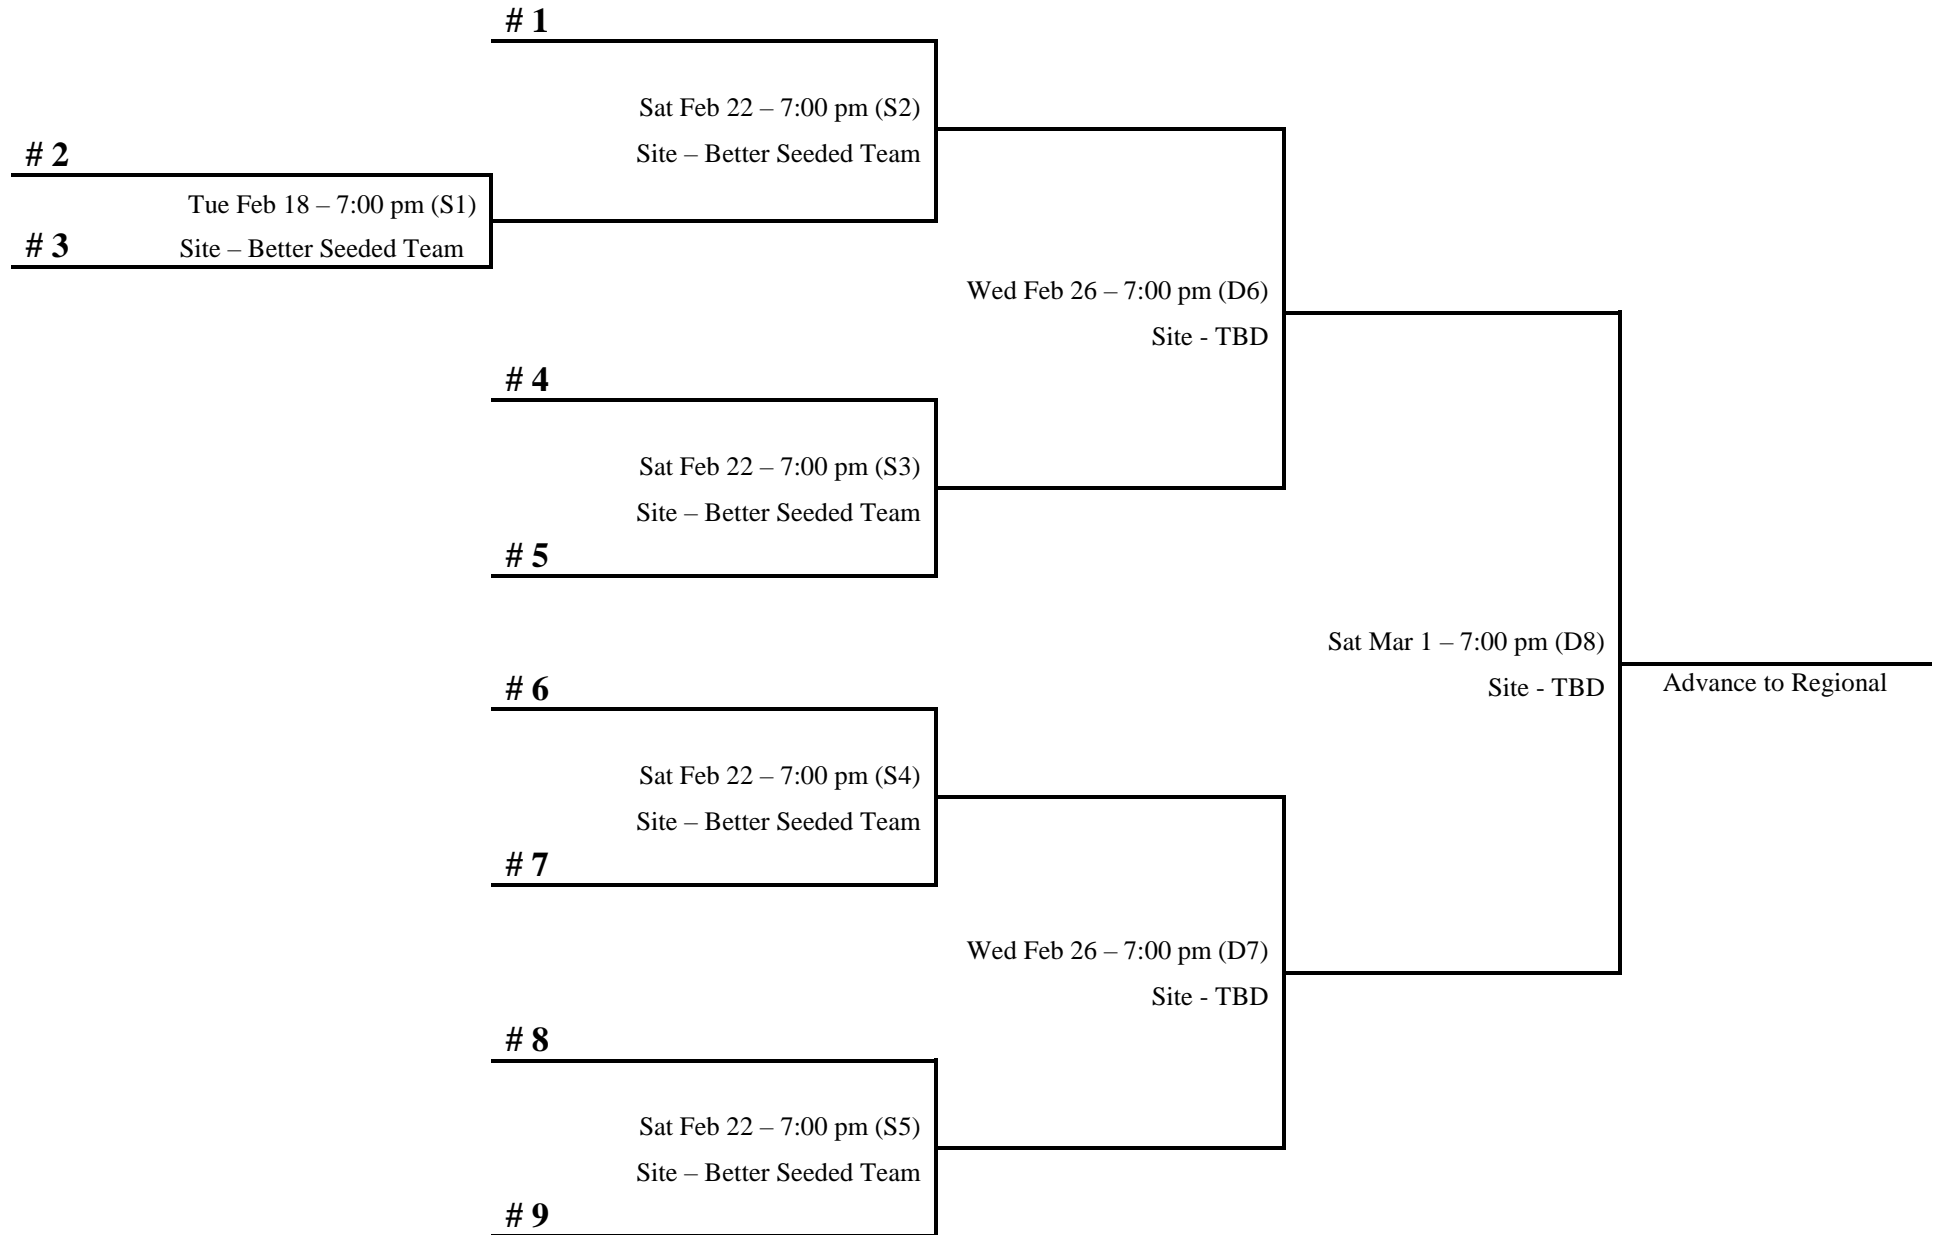 # 1
Sat Feb 22 – 7:00 pm (S2)
Site – Better Seeded Team
# 2
Tue Feb 18 – 7:00 pm (S1)
# 3
Site – Better Seeded Team
Wed Feb 26 – 7:00 pm (D6)
Site - TBD
# 4
Sat Feb 22 – 7:00 pm (S3)
Site – Better Seeded Team
# 5
Sat Mar 1 – 7:00 pm (D8)
Site - TBD
Advance to Regional
# 6
Sat Feb 22 – 7:00 pm (S4)
Site – Better Seeded Team
# 7
Wed Feb 26 – 7:00 pm (D7)
Site - TBD
# 8
Sat Feb 22 – 7:00 pm (S5)
Site – Better Seeded Team
# 9